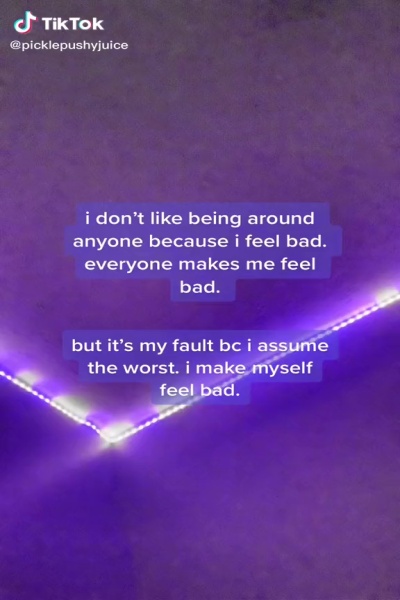 TikTok
@picklepushyjuice
i don't like being around
anyone because i feel bad.
everyone makes me feel
bad.
but it's my fault bc i assume
the worst. i make myself
feel bad.